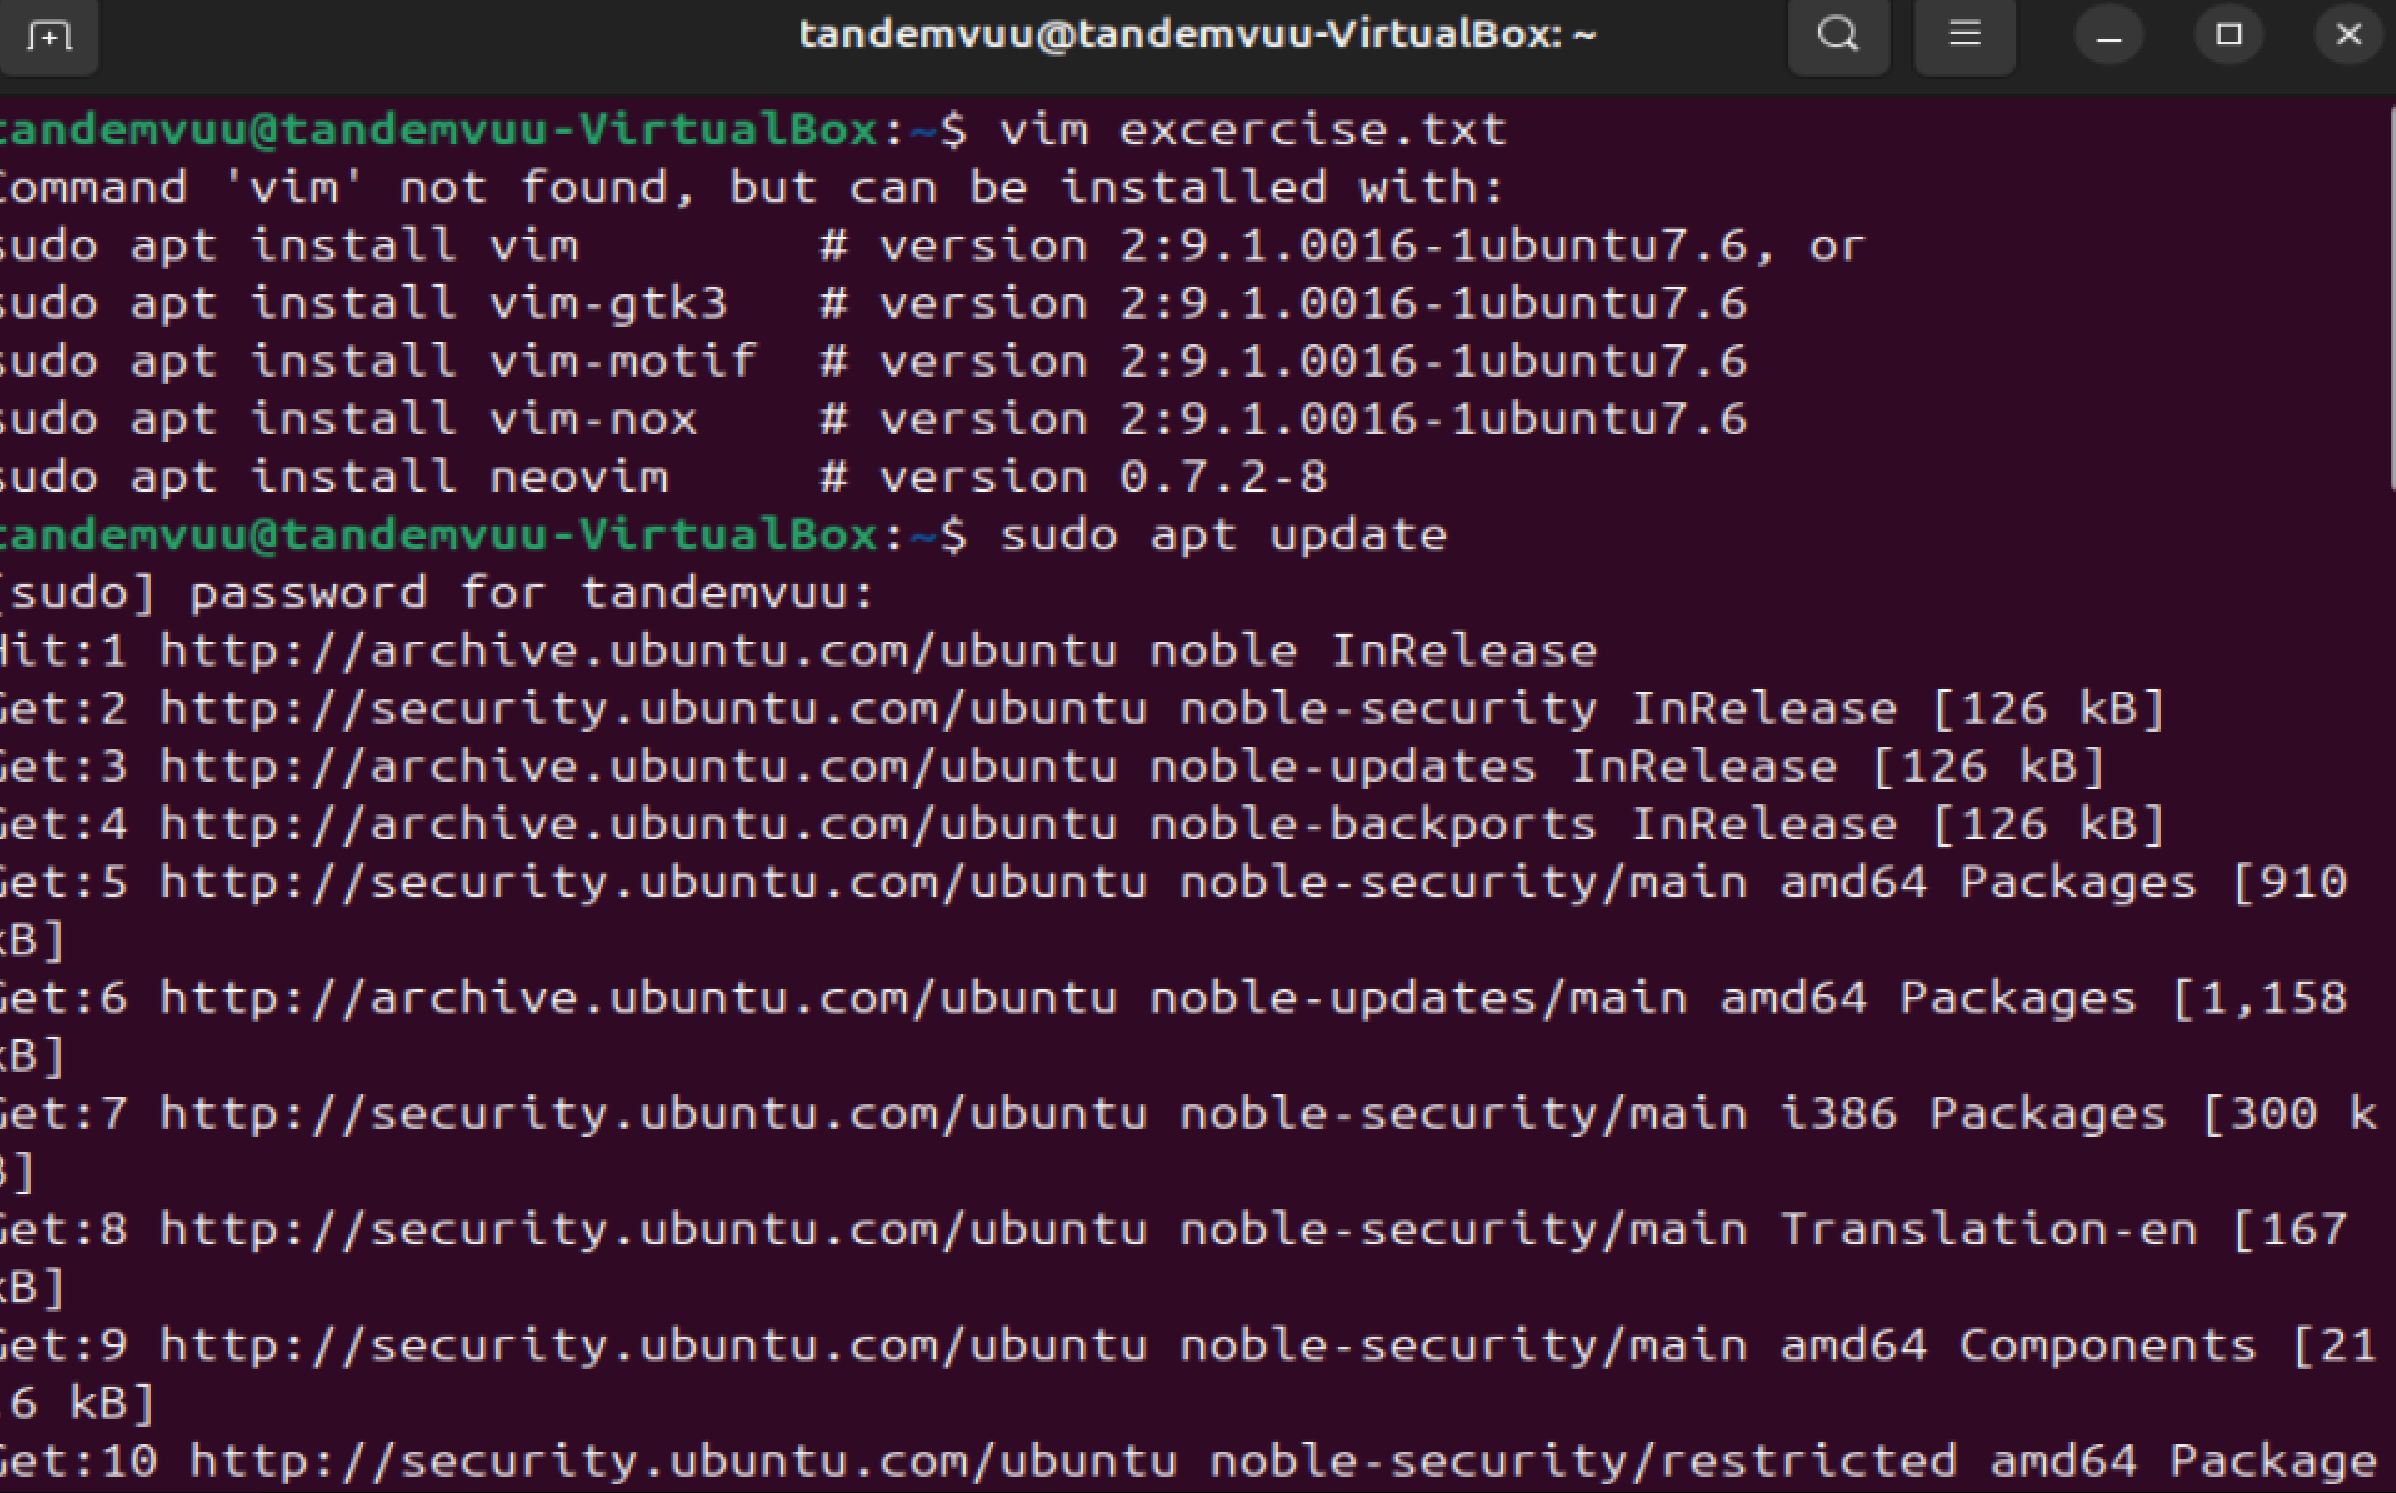 tandemvuu@tandemvuu-VirtualBox: ~
tandemvuu@tandemvuu-VirtualBox:~$ vim excercise.txt
Command 'vim' not found, but can be installed with:
sudo apt install vim        # version 2:9.1.0016-1ubuntu7.6, or
sudo apt install vim-gtk3   # version 2:9.1.0016-1ubuntu7.6
sudo apt install vim-motif  # version 2:9.1.0016-1ubuntu7.6
sudo apt install vim-nox    # version 2:9.1.0016-1ubuntu7.6
sudo apt install neovim     # version 0.7.2-8
tandemvuu@tandemvuu-VirtualBox:~$ sudo apt update
[sudo] password for tandemvuu:
Hit:1 http://archive.ubuntu.com/ubuntu noble InRelease
Get:2 http://security.ubuntu.com/ubuntu noble-security InRelease [126 kB]
Get:3 http://archive.ubuntu.com/ubuntu noble-updates InRelease [126 kB]
Get:4 http://archive.ubuntu.com/ubuntu noble-backports InRelease [126 kB]
Get:5 http://security.ubuntu.com/ubuntu noble-security/main amd64 Packages [910
kB]
Get:6 http://archive.ubuntu.com/ubuntu noble-updates/main amd64 Packages [1,158
kB]
Get:7 http://security.ubuntu.com/ubuntu noble-security/main i386 Packages [300 k
B]
Get:8 http://security.ubuntu.com/ubuntu noble-security/main Translation-en [167
kB]
Get:9 http://security.ubuntu.com/ubuntu noble-security/main amd64 Components [21
.6 kB]
Get:10 http://security.ubuntu.com/ubuntu noble-security/restricted amd64 Package